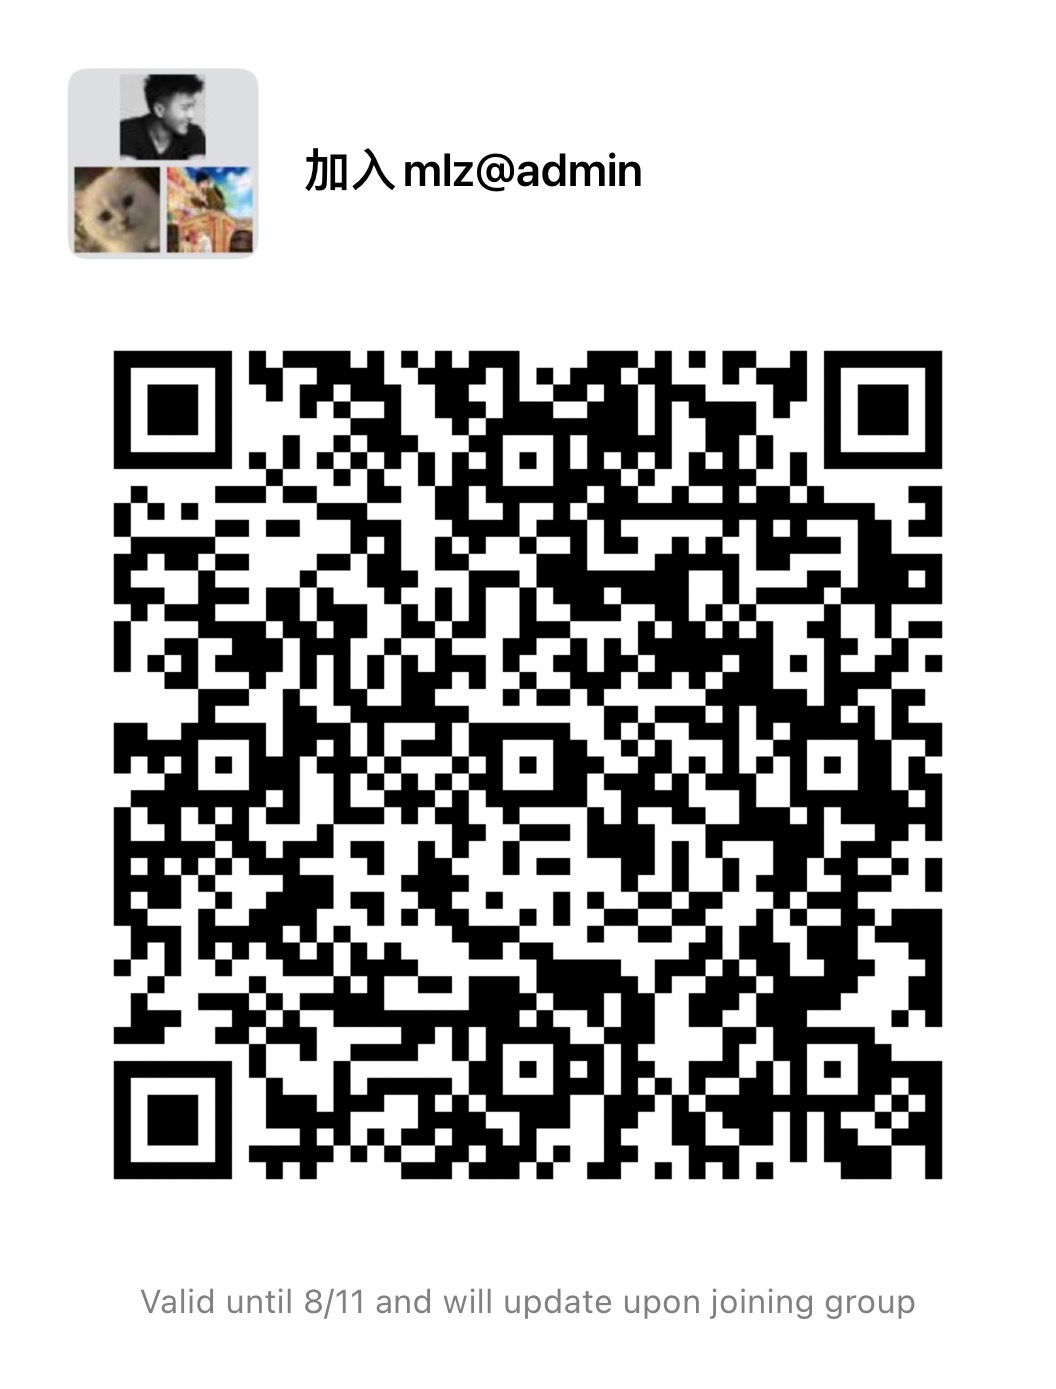 加入 mlz@admin
Valid until 8/11 and will update upon joining group